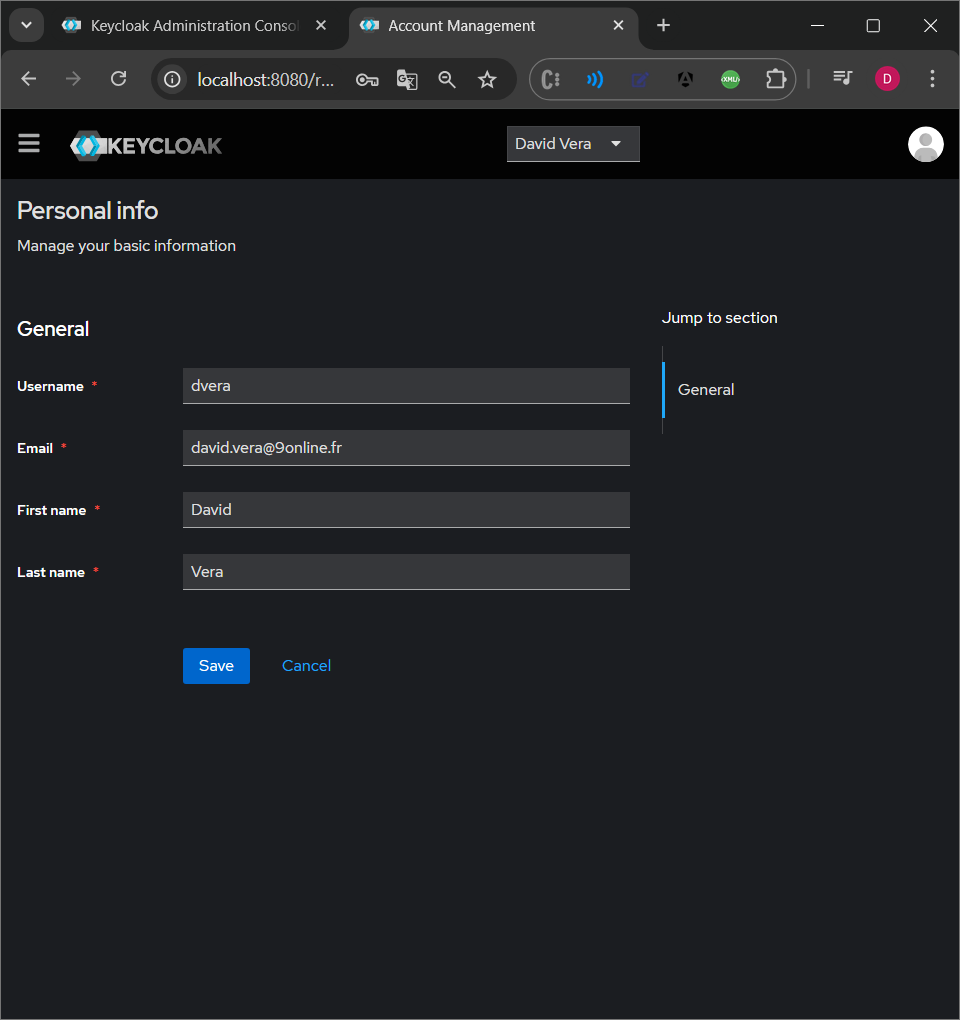 Keycloak Administration Consol
Account Management
localhost:8080/r...
D
KEYCLOAK
David Vera
Personal info
Manage your basic information
General
Jump to section
General
Username *
dvera
Email *
david.vera@9online.fr
First name *
David
Last name *
Vera
Save
Cancel